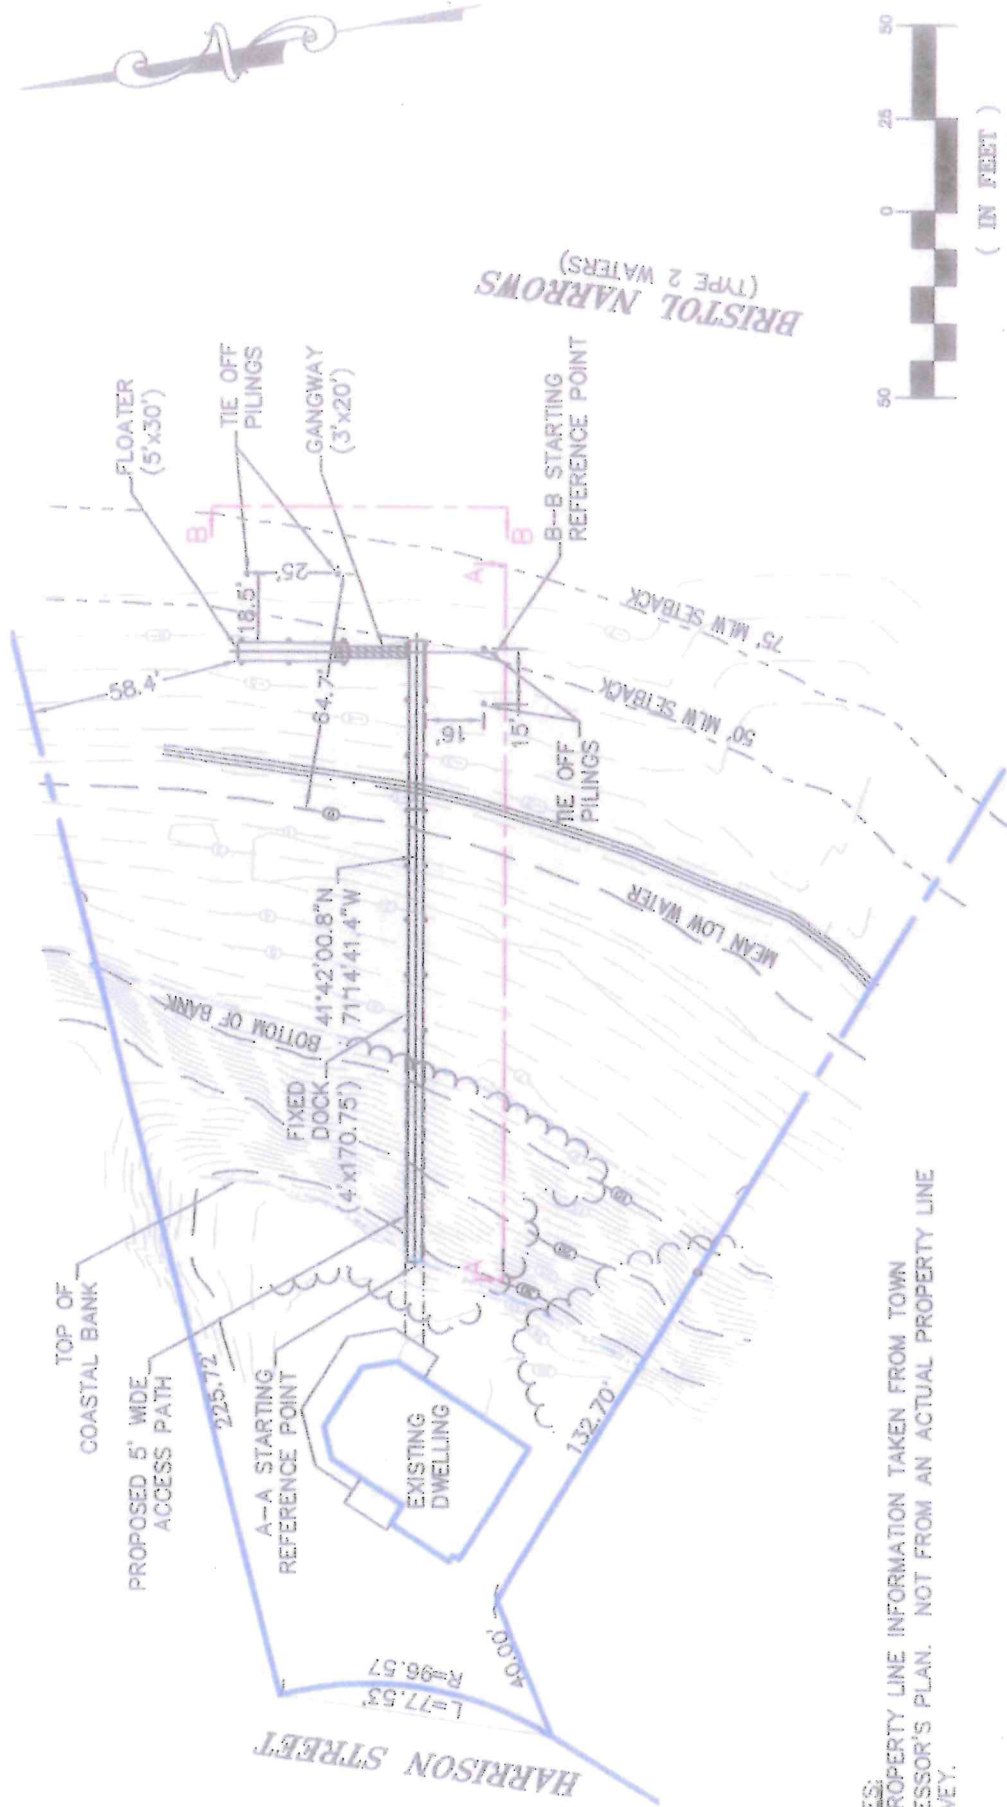 TOP OF
COASTAL BANK
PROPOSED 5' WIDE
ACCESS PATH
225.72'
A-A STARTING
REFERENCE POINT
EXISTING
DWELLING
HARRISON STREET
L=77.53'
R=96.57
40.00'
132.70'
FIXED
DOCK
(4'x170.75')
41°42'00.8"N
71°14'41.4"W
BOTTOM OF BANK
58.4'
FLOATER
(5'x30')
TIE OFF
PILINGS
GANGWAY
(3'x20')
18.5'
25'
64.7'
16'
15'
TIE OFF
PILINGS
B-B STARTING
REFERENCE POINT
B
B
A
A
MEAN LOW WATER
50' MLW SETBACK
75' MLW SETBACK
BRISTOL NARROWS
(TYPE 2 WATERS)
N
50
0
25
50
( IN FEET )
ES:
ROPERTY LINE INFORMATION TAKEN FROM TOWN
ESSOR'S PLAN. NOT FROM AN ACTUAL PROPERTY LINE
VEY.